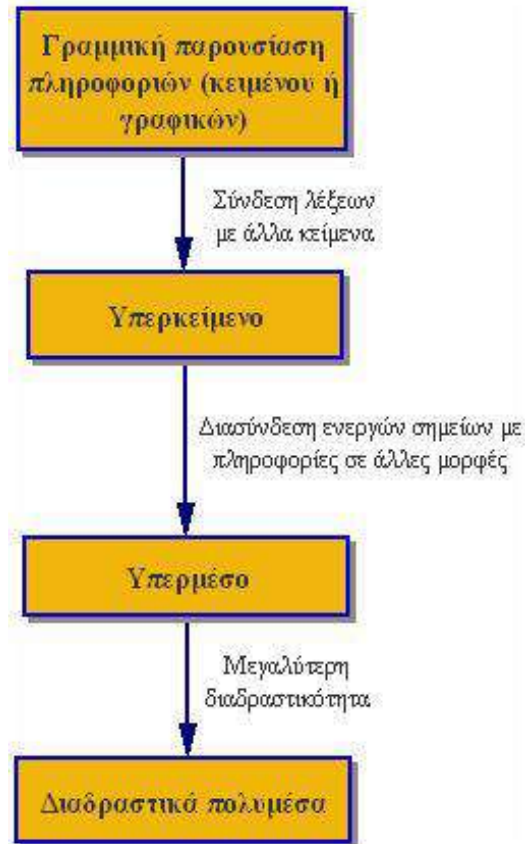 Γραμμική παρουσίαση
πληροφοριών (κειμένου ή
γραφικών)
Σύνδεση λέξεων
με άλλα κείμενα
Υπερκείμενο
Διασύνδεση ενεργών σημείων με
πληροφορίες σε άλλες μορφές
Υπερμέσο
Μεγαλύτερη
διαδραστικότητα
Διαδραστικά πολυμέσα